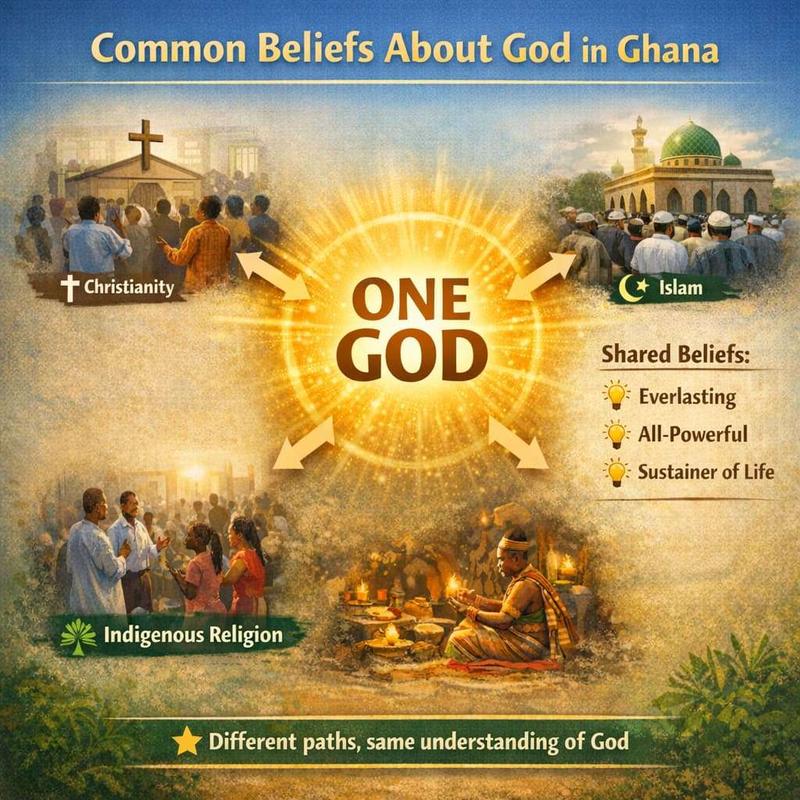 Common Beliefs About God in Ghana
Christianity
Islam
ONE
GOD
Shared Beliefs:
Everlasting
All-Powerful
Sustainer of Life
Indigenous Religion
Different paths, same understanding of God